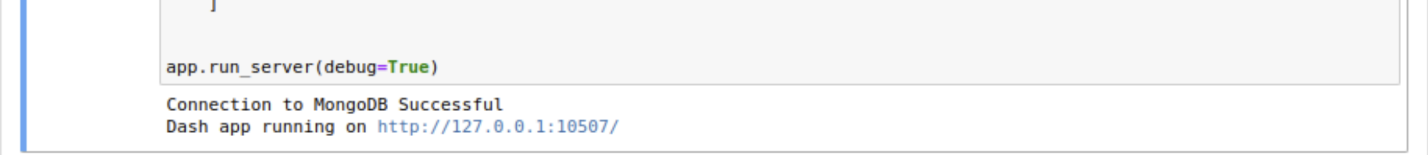 ]
app.run_server(debug=True)
Connection to MongoDB Successful
Dash app running on http://127.0.0.1:10507/